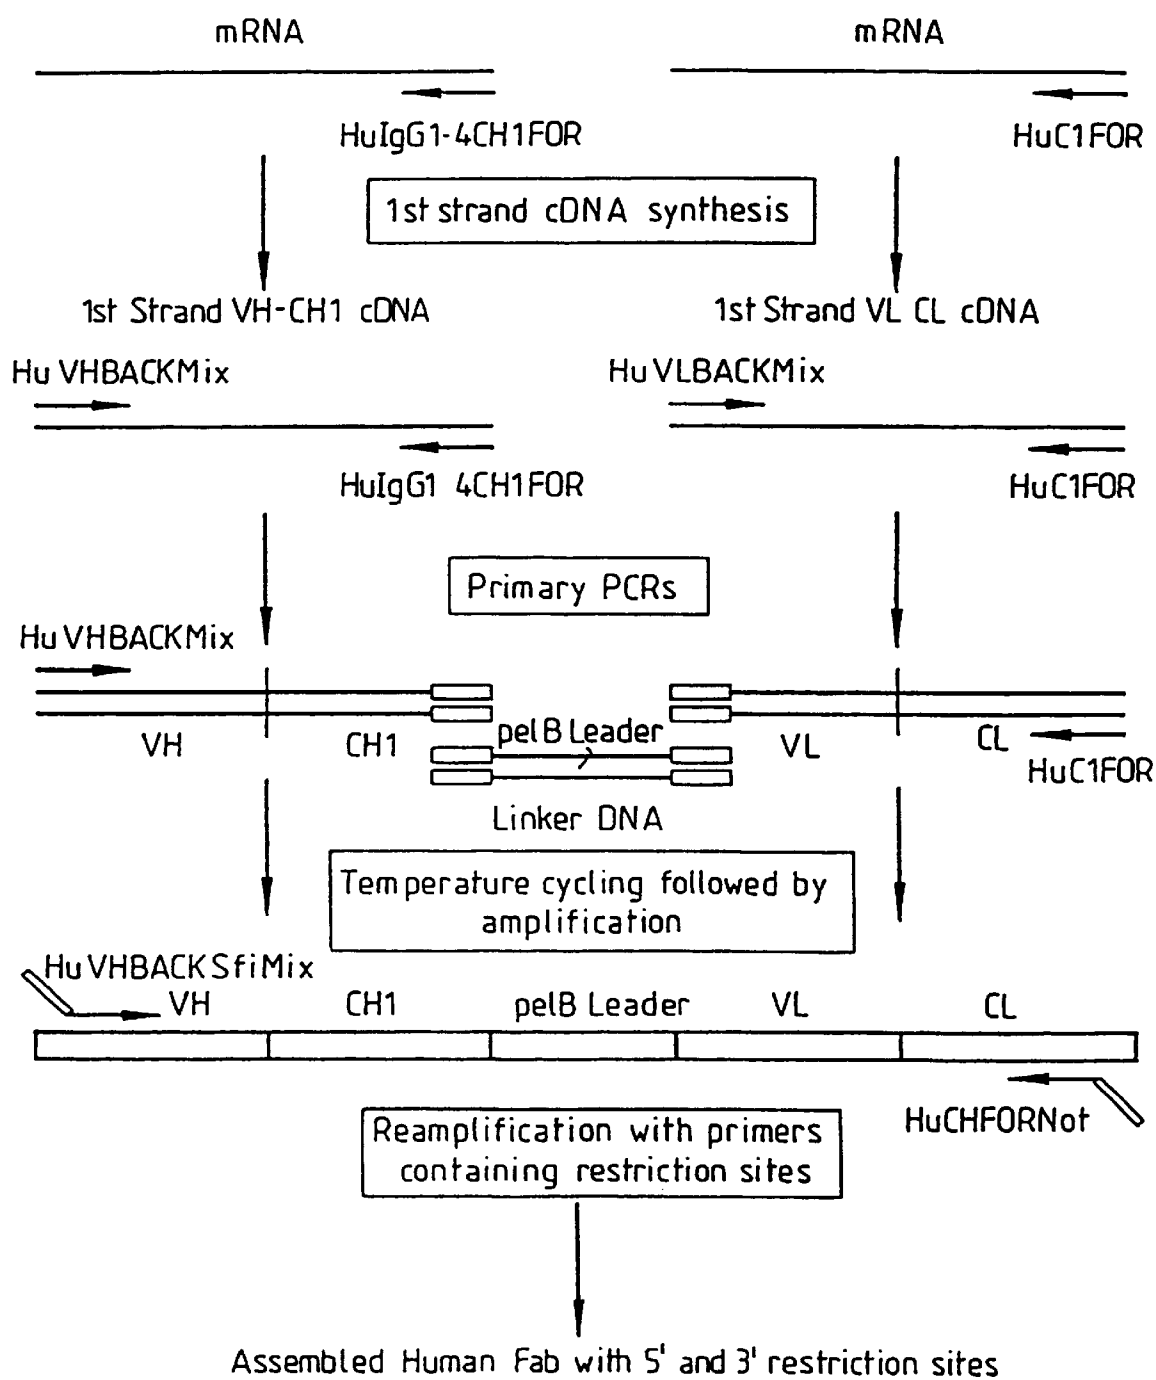 mRNA
mRNA
HuIgG1-4CH1FOR
HuC1FOR
1st strand cDNA synthesis
1st Strand VH-CH1 cDNA
1st Strand VL CL cDNA
Hu VHBACKMix
Hu VLBACKMix
HuIgG1 4CH1FOR
HuC1FOR
Primary PCRs
Hu VHBACKMix
VH
CH1
pelB Leader
VL
CL
HuC1FOR
Linker DNA
Temperature cycling followed by
amplification
HuVHBACKSfiMix
VH
CH1
pelB Leader
VL
CL
HuCHFORNot
Reamplification with primers
containing restriction sites
Assembled Human Fab with 5' and 3' restriction sites